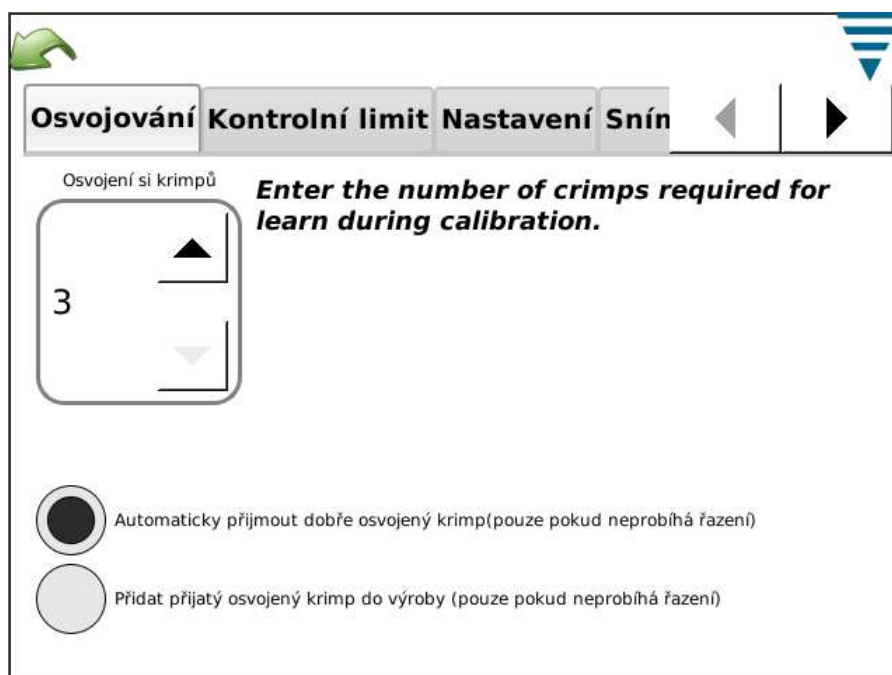 Osvojování Kontrolní limit Nastavení
Osvojení si krimpů
Enter the number of crimps required for
learn during calibration.
3
Automaticky přijmout dobře osvojený krimp(pouze pokud neprobíhá řazení)
Přidat přijatý osvojený krimp do výroby (pouze pokud neprobíhá řazení)